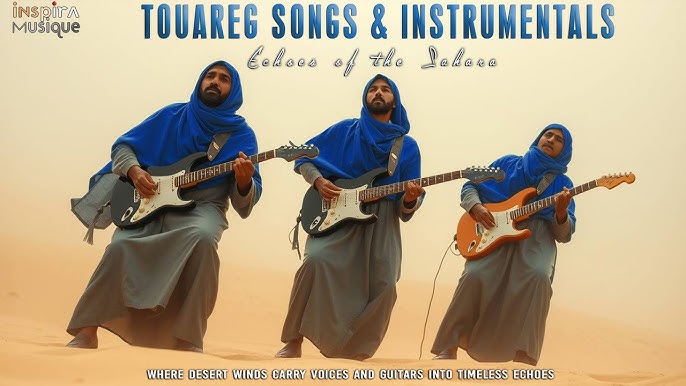 inspira
Musique
TOUAREG SONGS & INSTRUMENTALS
Echoes of the Sahara
WHERE DESERT WINDS CARRY VOICES AND GUITARS INTO TIMELESS ECHOES